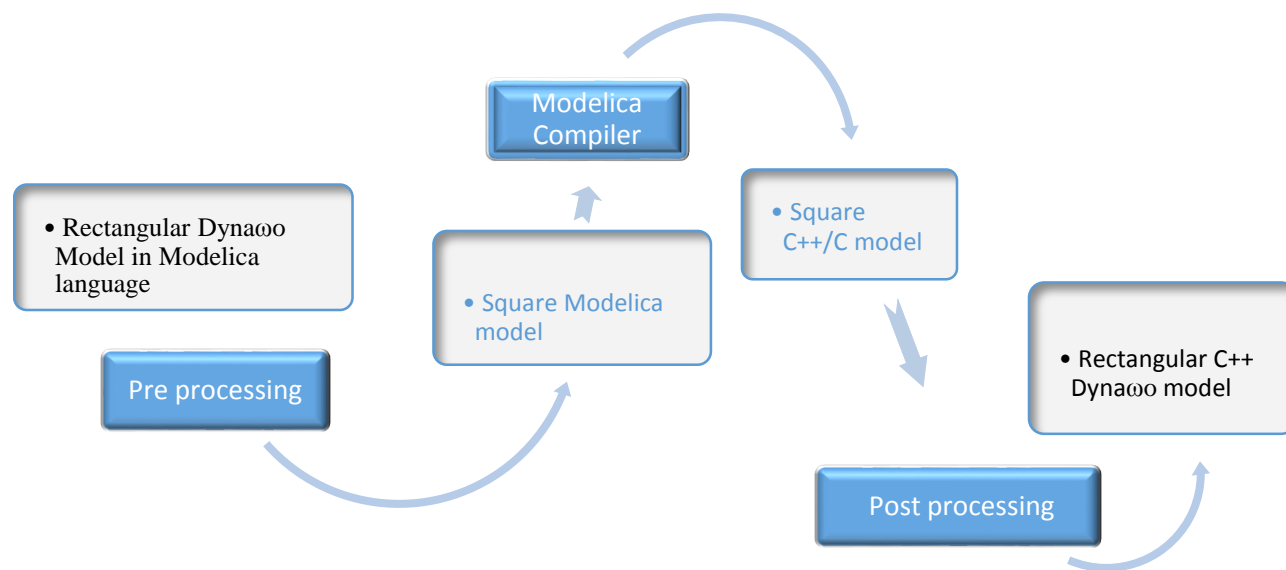 • Rectangular Dynaωo
Model in Modelica
language
Pre processing
• Square Modelica
model
Modelica
Compiler
• Square
C++/C model
Post processing
• Rectangular C++
Dynaωo model